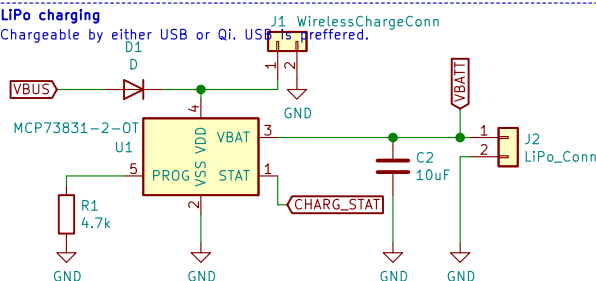 LiPo charging
J1 WirelessChargeConn
Chargeable by either USB or Qi. USB is preffered.
D1
D
1
2
VBUS
VBATT
4
GND
MCP73831-2-OT
U1
VDD
VBAT
3
1
2
J2
LiPo_Conn
C2
10uF
5
PROG
VSS
STAT
1
R1
4.7k
2
CHARG_STAT
GND
GND
GND
GND